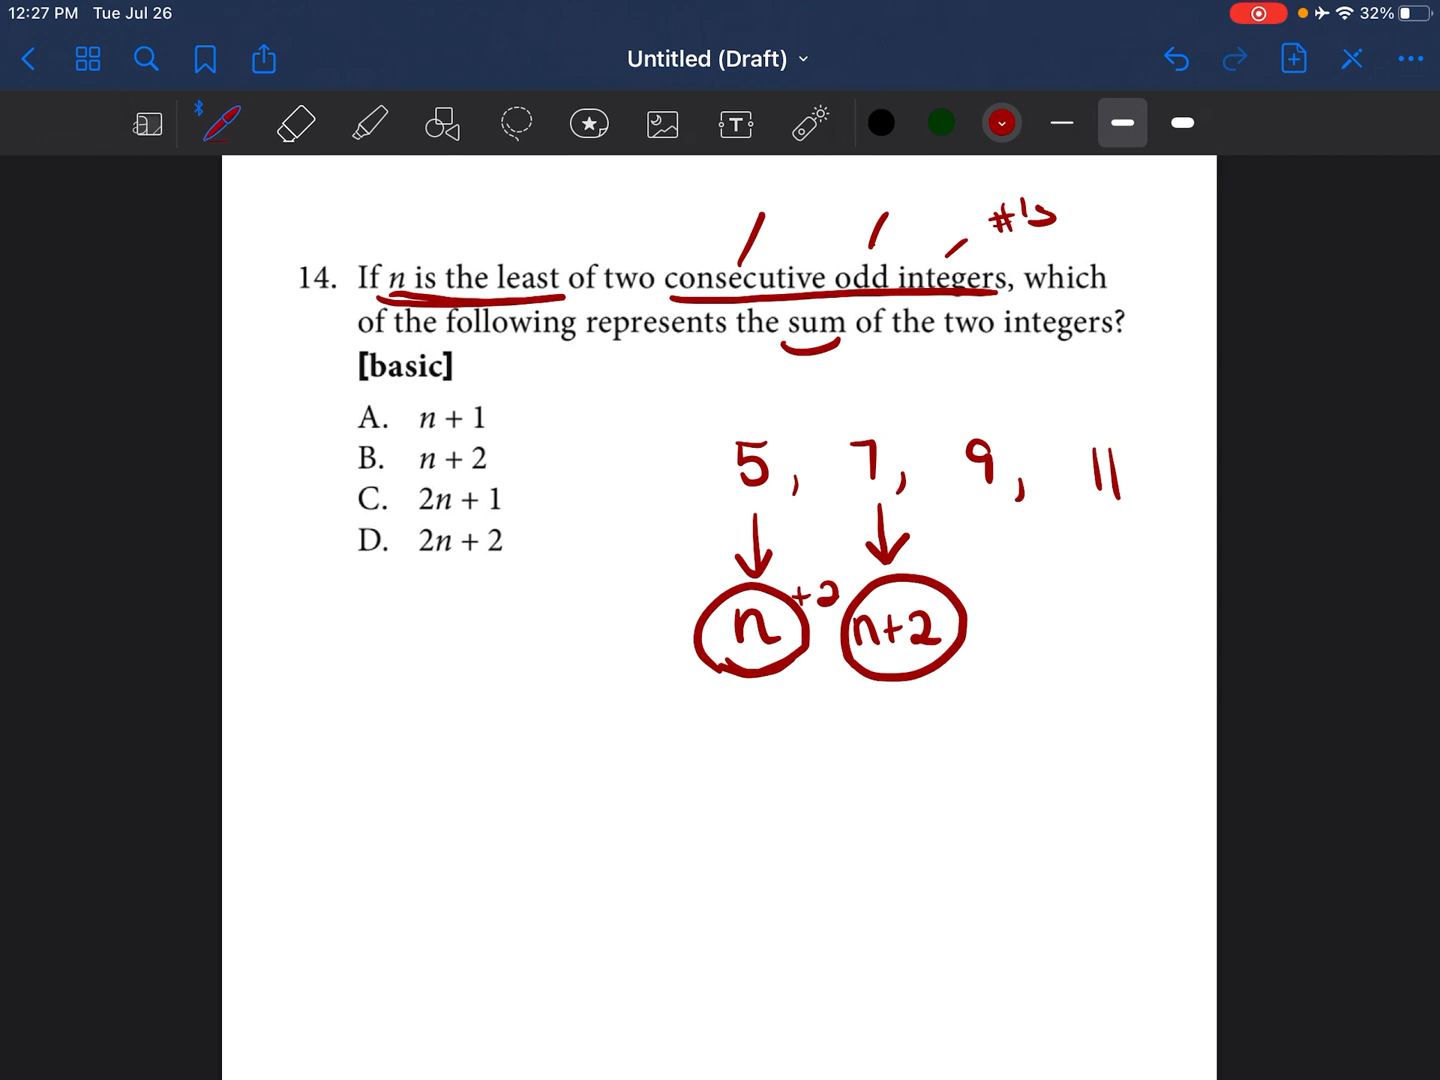 12:27 PM Tue Jul 26
32%
Untitled (Draft)
T
#'s
14. If n is the least of two consecutive odd integers, which
of the following represents the sum of the two integers?
[basic]
A. n + 1
B. n + 2
C. 2n + 1
D. 2n + 2
5, 7, 9, 11
+2
n n+2